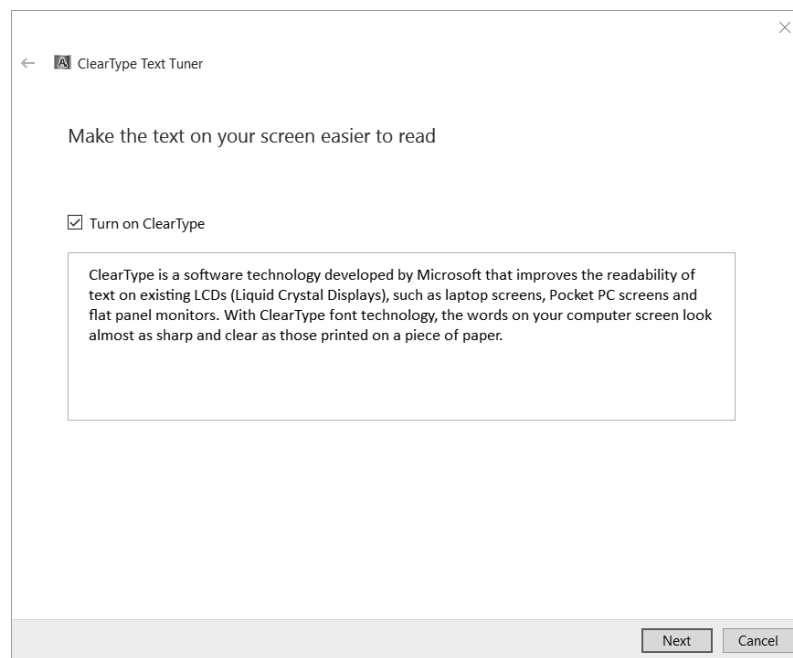 ClearType Text Tuner
Make the text on your screen easier to read
Turn on ClearType
ClearType is a software technology developed by Microsoft that improves the readability of
text on existing LCDs (Liquid Crystal Displays), such as laptop screens, Pocket PC screens and
flat panel monitors. With ClearType font technology, the words on your computer screen look
almost as sharp and clear as those printed on a piece of paper.
Next
Cancel